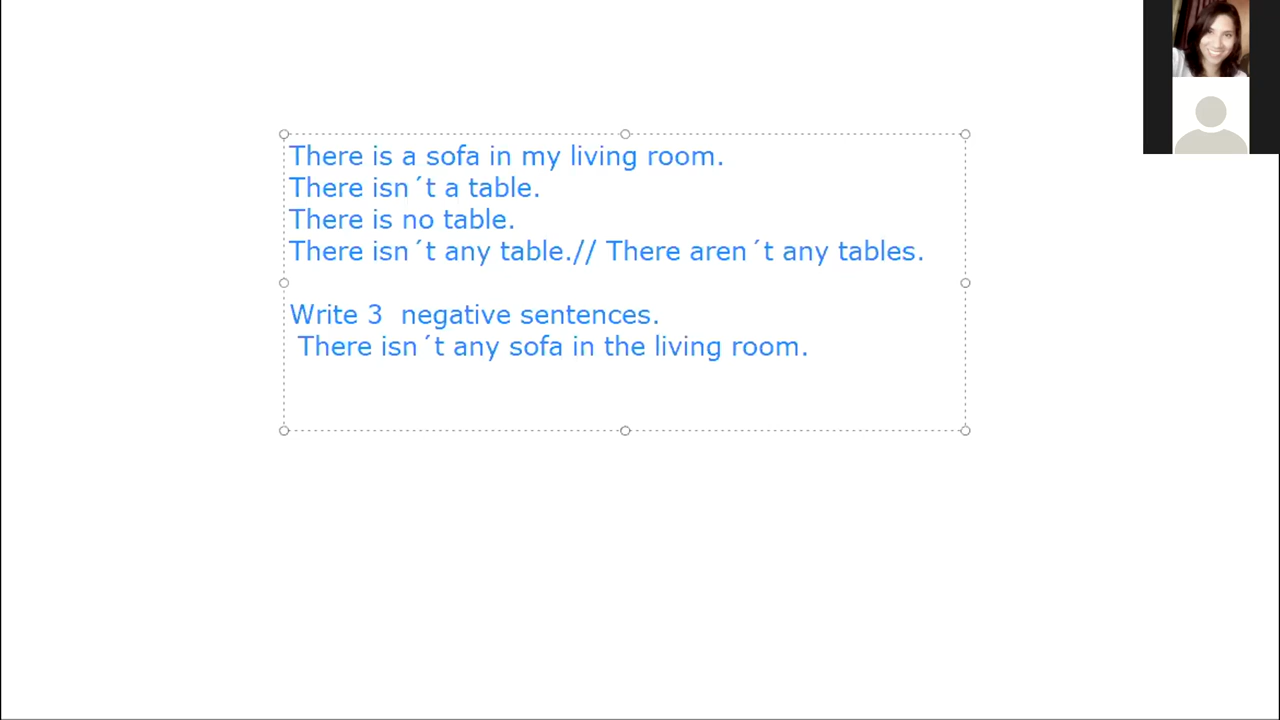 There is a sofa in my living room.
There isn´t a table.
There is no table.
There isn´t any table.// There aren´t any tables.
Write 3  negative sentences.
There isn´t any sofa in the living room.